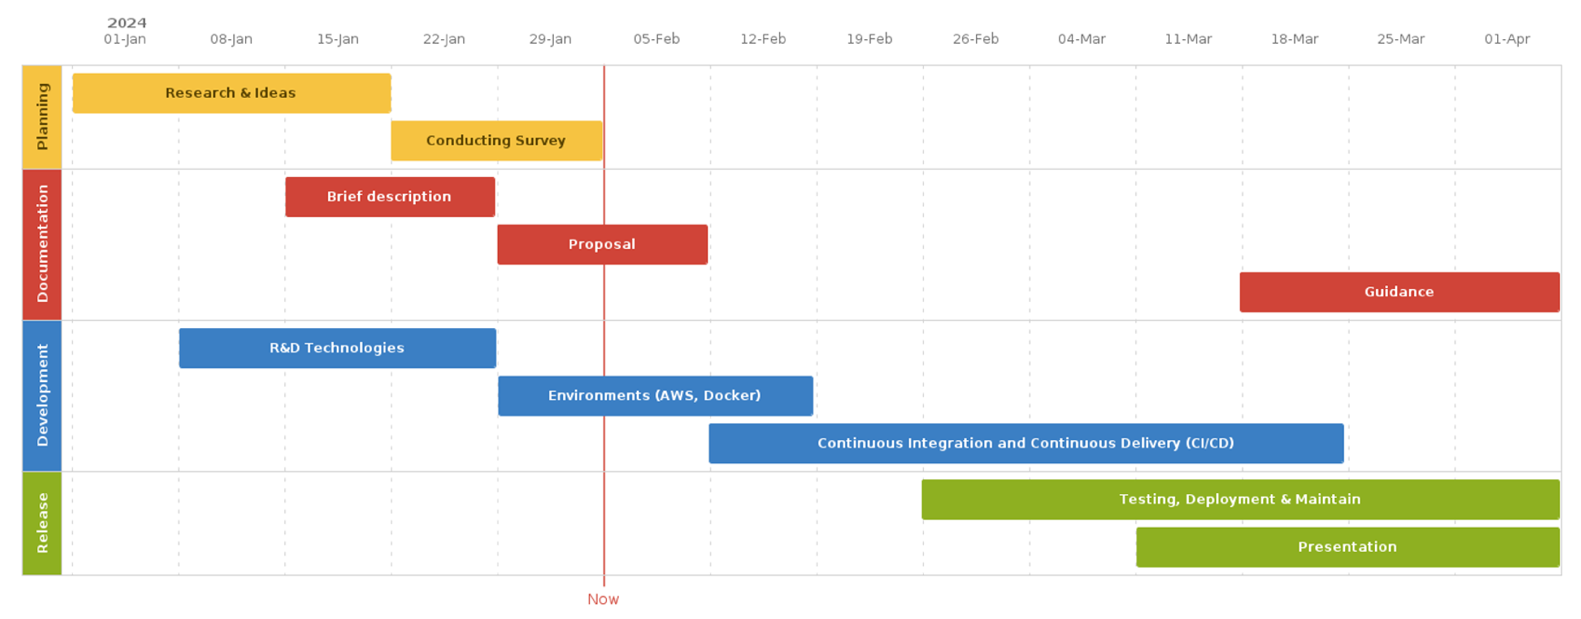 2024
01-Jan 08-Jan 15-Jan 22-Jan 29-Jan 05-Feb 12-Feb 19-Feb 26-Feb 04-Mar 11-Mar 18-Mar 25-Mar 01-Apr
Planning
Research & Ideas
Conducting Survey
Documentation
Brief description
Proposal
Guidance
Development
R&D Technologies
Environments (AWS, Docker)
Continuous Integration and Continuous Delivery (CI/CD)
Release
Testing, Deployment & Maintain
Presentation
Now